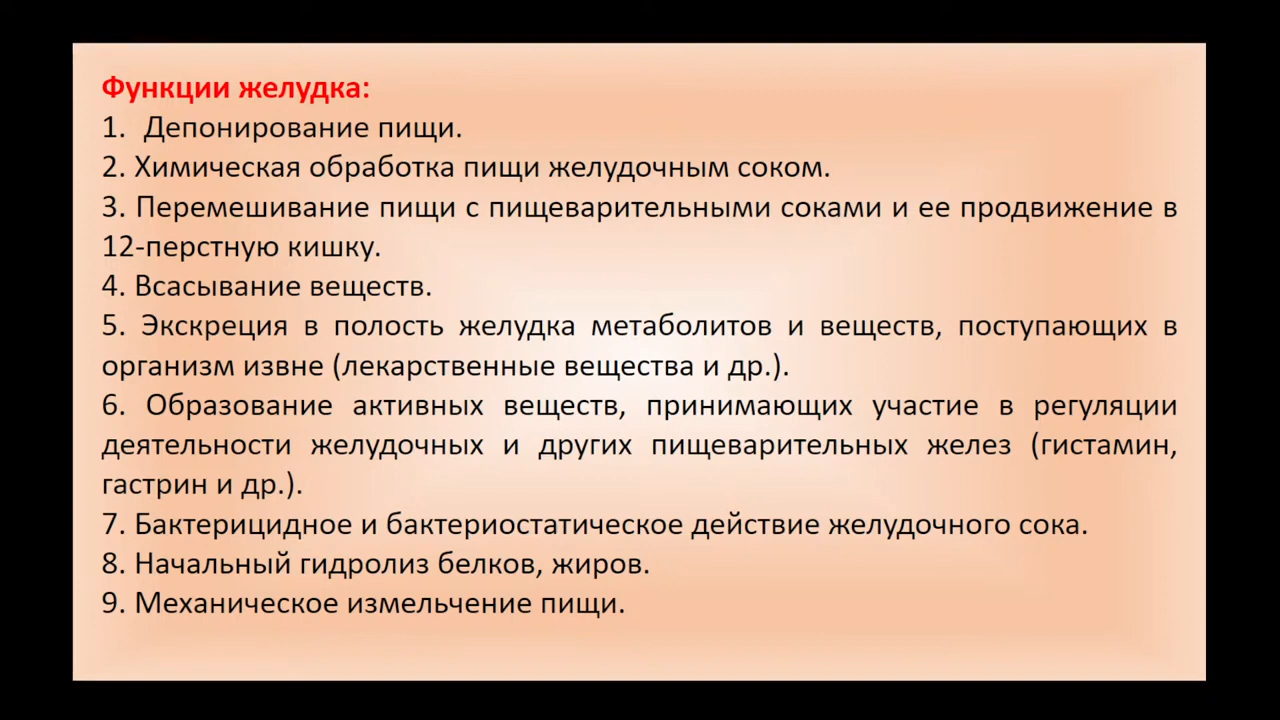 Функции желудка:
1. Депонирование пищи.
2. Химическая обработка пищи желудочным соком.
3. Перемешивание пищи с пищеварительными соками и ее продвижение в
12-перстную кишку.
4. Всасывание веществ.
5. Экскреция в полость желудка метаболитов и веществ, поступающих в
организм извне (лекарственные вещества и др.).
6. Образование активных веществ, принимающих участие в регуляции
деятельности желудочных и других пищеварительных желез (гистамин,
гастрин и др.).
7. Бактерицидное и бактериостатическое действие желудочного сока.
8. Начальный гидролиз белков, жиров.
9. Механическое измельчение пищи.